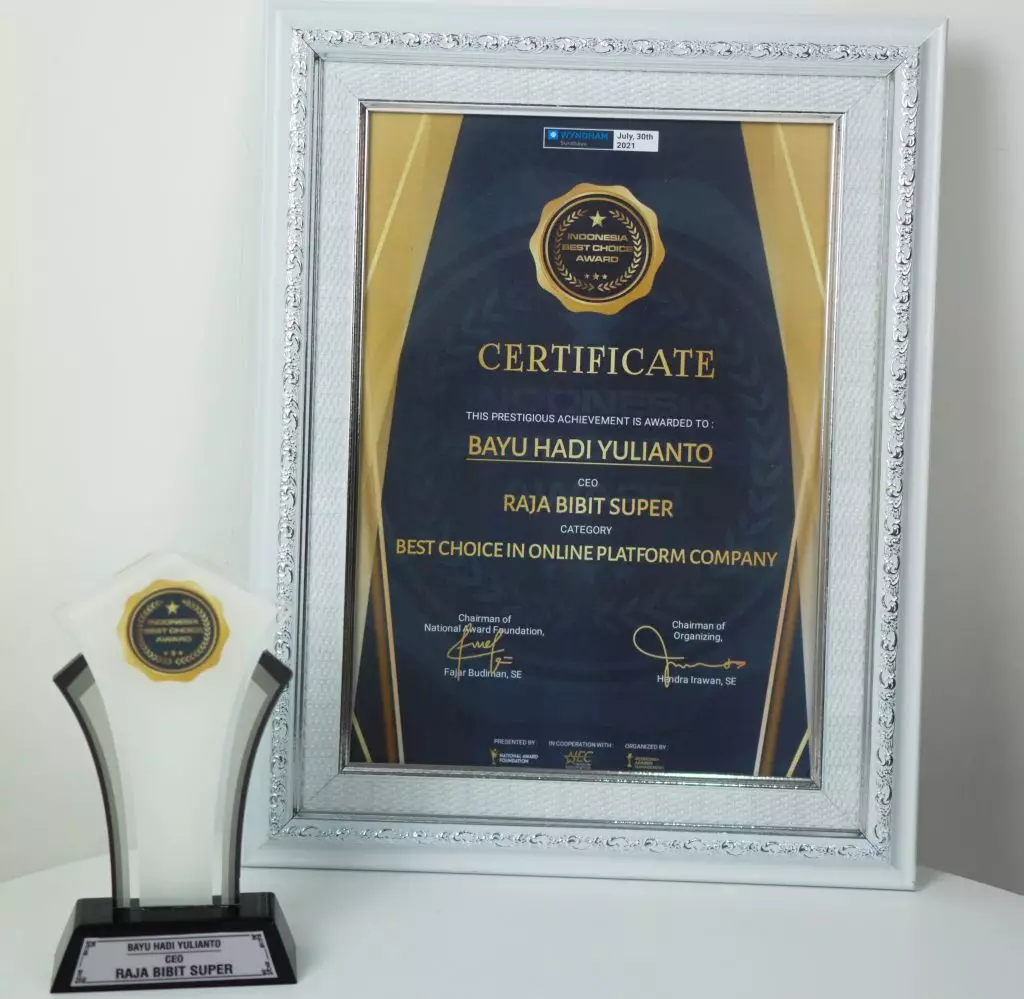 WYNDHAM
Surabaya
July, 30th
2021
INDONESIA
BEST CHOICE
AWARD
CERTIFICATE
THIS PRESTIGIOUS ACHIEVEMENT IS AWARDED TO :
BAYU HADI YULIANTO
CEO
RAJA BIBIT SUPER
CATEGORY
BEST CHOICE IN ONLINE PLATFORM COMPANY
Chairman of
National Award Foundation,
Fajar Budiman, SE
Chairman of
Organizing,
Hendra Irawan, SE
PRESENTED BY :
NATIONAL AWARD
FOUNDATION
IN COOPERATION WITH :
ORGANIZED BY :
INDONESIA
BEST CHOICE
AWARD
BAYU HADI YULIANTO
CEO
RAJA BIBIT SUPER